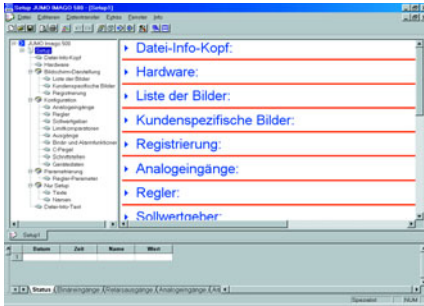 Setup JUMO IMAGO 500 - [Setup1]
Datei Editieren Datentransfer Extras Fenster Info
JUMO Imago 500
Setup
Datei-Info-Kopf
Hardware
Bildschirm-Darstellung
Liste der Bilder
Kundenspezifische Bilder
Registrierung
Konfiguration
Analogeingänge
Regler
Sollwertgeber
Limitkomparatoren
Ausgänge
Binär- und Alarmfunktionen
C-Pegel
Schnittstellen
Gerätedaten
Parametrierung
Regler-Parameter
Nur Setup
Texte
Namen
Datei-Info-Text
Datei-Info-Kopf:
Hardware:
Liste der Bilder:
Kundenspezifische Bilder:
Registrierung:
Analogeingänge:
Regler:
Sollwertgeber:
Setup1
Datum Zeit Name Wert
1
Status Binäreingänge Relaisausgänge Analogeingänge
Spezialist NUM